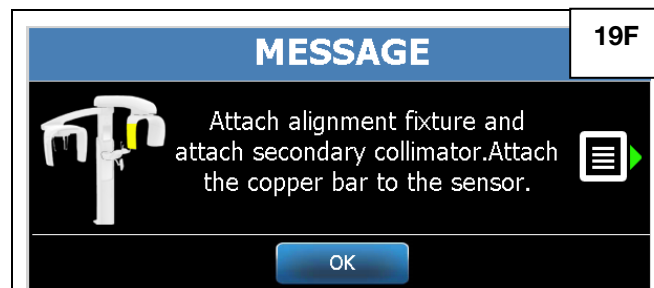 MESSAGE
19F
Attach alignment fixture and
attach secondary collimator.Attach
the copper bar to the sensor.
OK